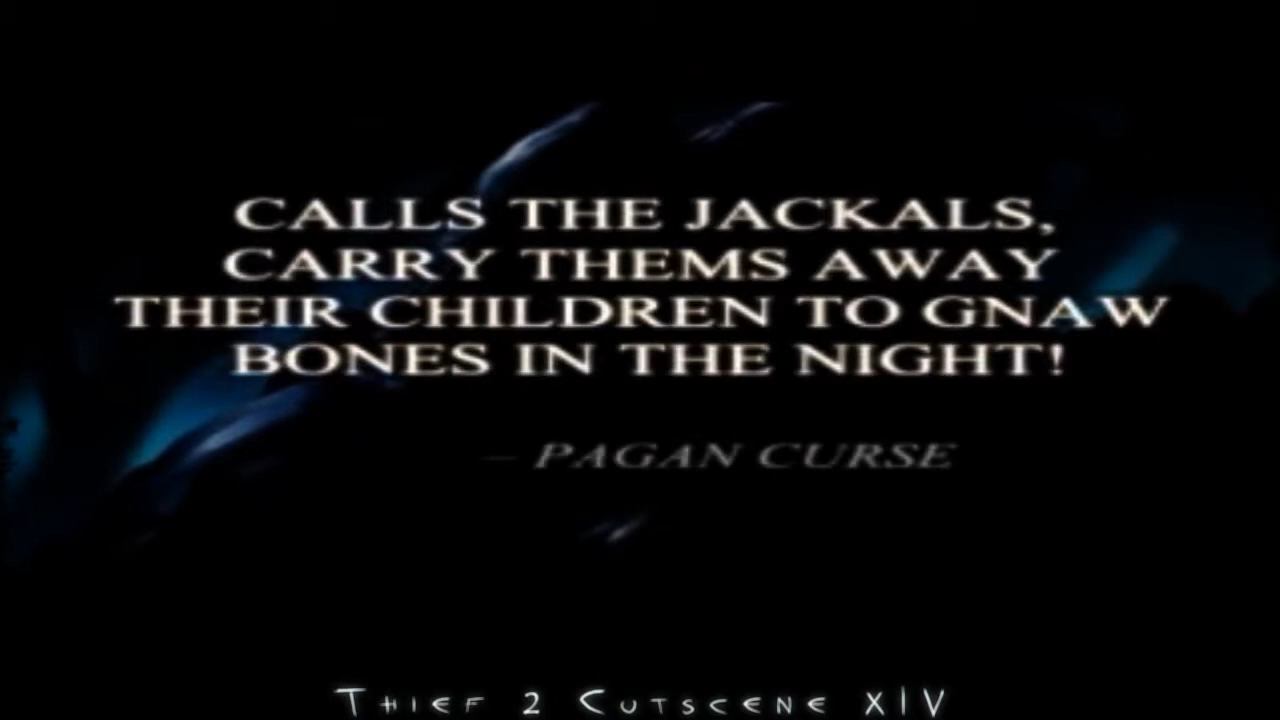 CALLS THE JACKALS,
CARRY THEMS AWAY
THEIR CHILDREN TO GNAW
BONES IN THE NIGHT!
– PAGAN CURSE
THIEF 2 CUTSCENE XIV